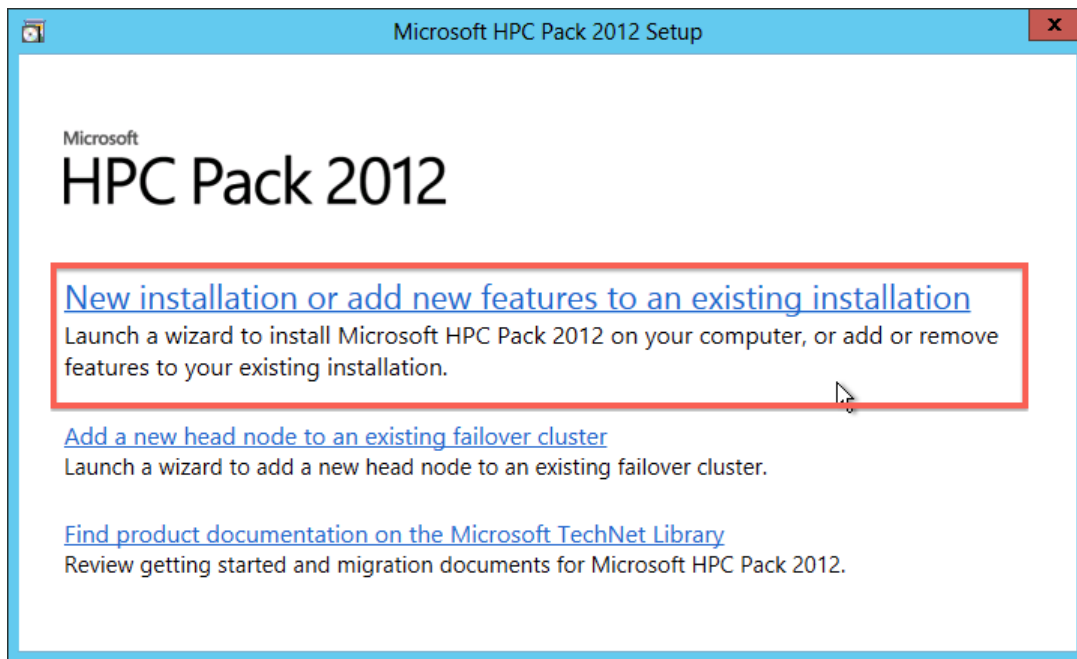 Microsoft HPC Pack 2012 Setup
x
Microsoft
HPC Pack 2012
New installation or add new features to an existing installation
Launch a wizard to install Microsoft HPC Pack 2012 on your computer, or add or remove
features to your existing installation.
Add a new head node to an existing failover cluster
Launch a wizard to add a new head node to an existing failover cluster.
Find product documentation on the Microsoft TechNet Library
Review getting started and migration documents for Microsoft HPC Pack 2012.